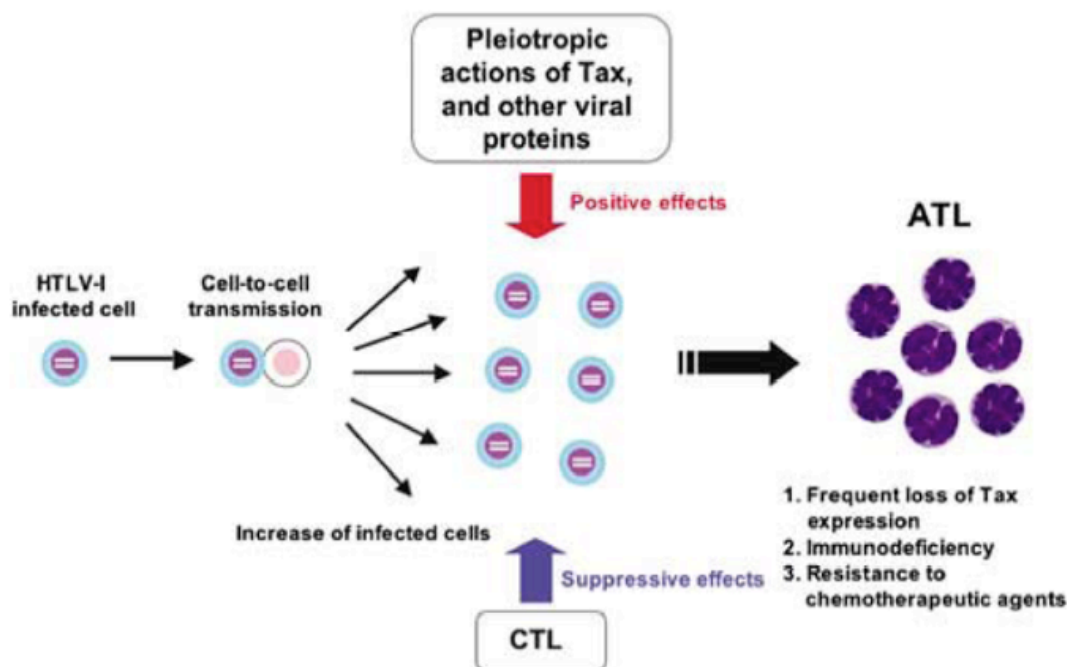 Pleiotropic
actions of Tax,
and other viral
proteins
Positive effects
ATL
HTLV-I
infected cell
Cell-to-cell
transmission
Increase of infected cells
Suppressive effects
CTL
1. Frequent loss of Tax
expression
2. Immunodeficiency
3. Resistance to
chemotherapeutic agents